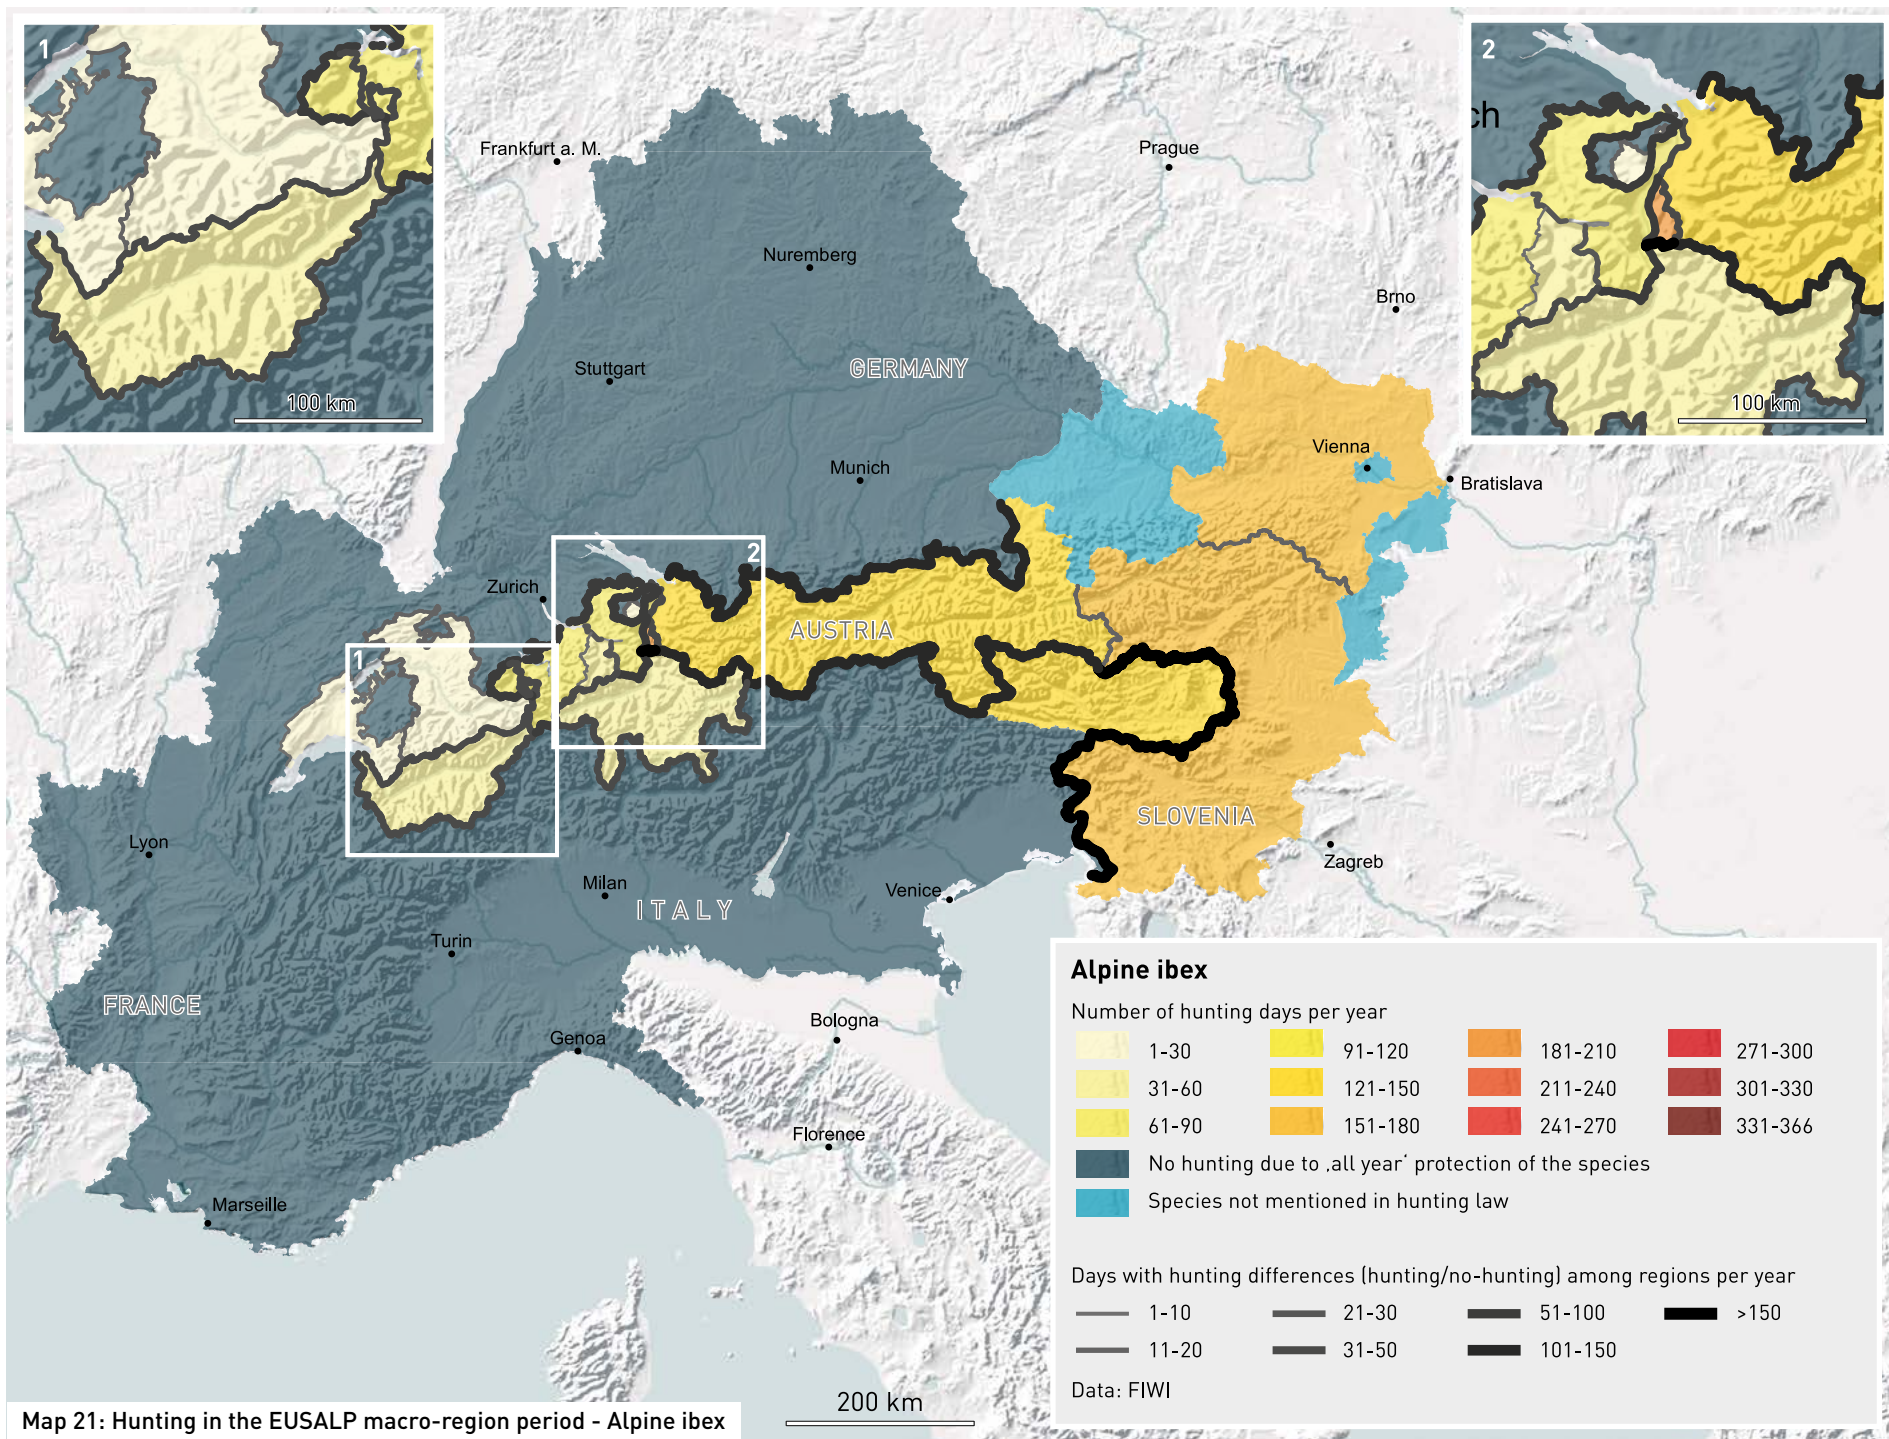 1
100 km
2
ch
100 km
Frankfurt a. M.
Prague
Nuremberg
Brno
Stuttgart
GERMANY
Munich
Vienna
Bratislava
Zurich
2
1
AUSTRIA
SLOVENIA
Zagreb
Lyon
Milan
ITALY
Venice
Turin
FRANCE
Genoa
Bologna
Florence
Marseille
Alpine ibex
Number of hunting days per year
1-30 91-120 181-210 271-300
31-60 121-150 211-240 301-330
61-90 151-180 241-270 331-366
No hunting due to ‚all year‘ protection of the species
Species not mentioned in hunting law
Days with hunting differences (hunting/no-hunting) among regions per year
1-10 21-30 51-100 >150
11-20 31-50 101-150
Data: FIWI
200 km
Map 21: Hunting in the EUSALP macro-region period - Alpine ibex